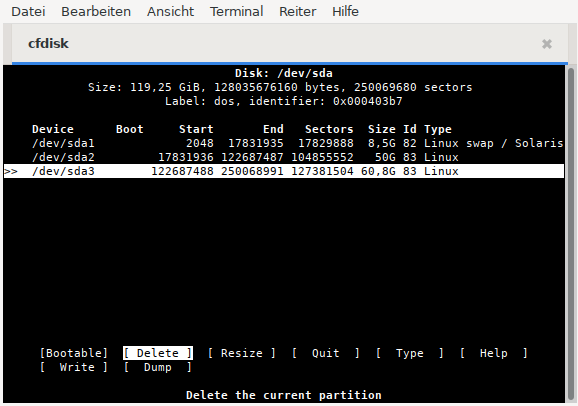 Datei Bearbeiten Ansicht Terminal Reiter Hilfe
cfdisk ×
Disk: /dev/sda
Size: 119,25 GiB, 128035676160 bytes, 250069680 sectors
Label: dos, identifier: 0x000403b7
Device Boot Start End Sectors Size Id Type
/dev/sda1 2048 17831935 17829888 8,5G 82 Linux swap / Solaris
/dev/sda2 17831936 122687487 104855552 50G 83 Linux
>> /dev/sda3 122687488 250068991 127381504 60,8G 83 Linux
[Bootable] [ Delete ] [ Resize ] [ Quit ] [ Type ] [ Help ]
[ Write ] [ Dump ]
Delete the current partition